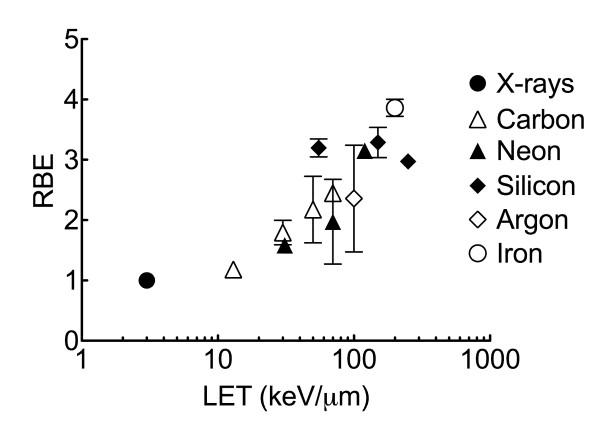 5
4
3
2
1
0
RBE
1
10
100
1000
LET (keV/μm)
X-rays
Carbon
Neon
Silicon
Argon
Iron